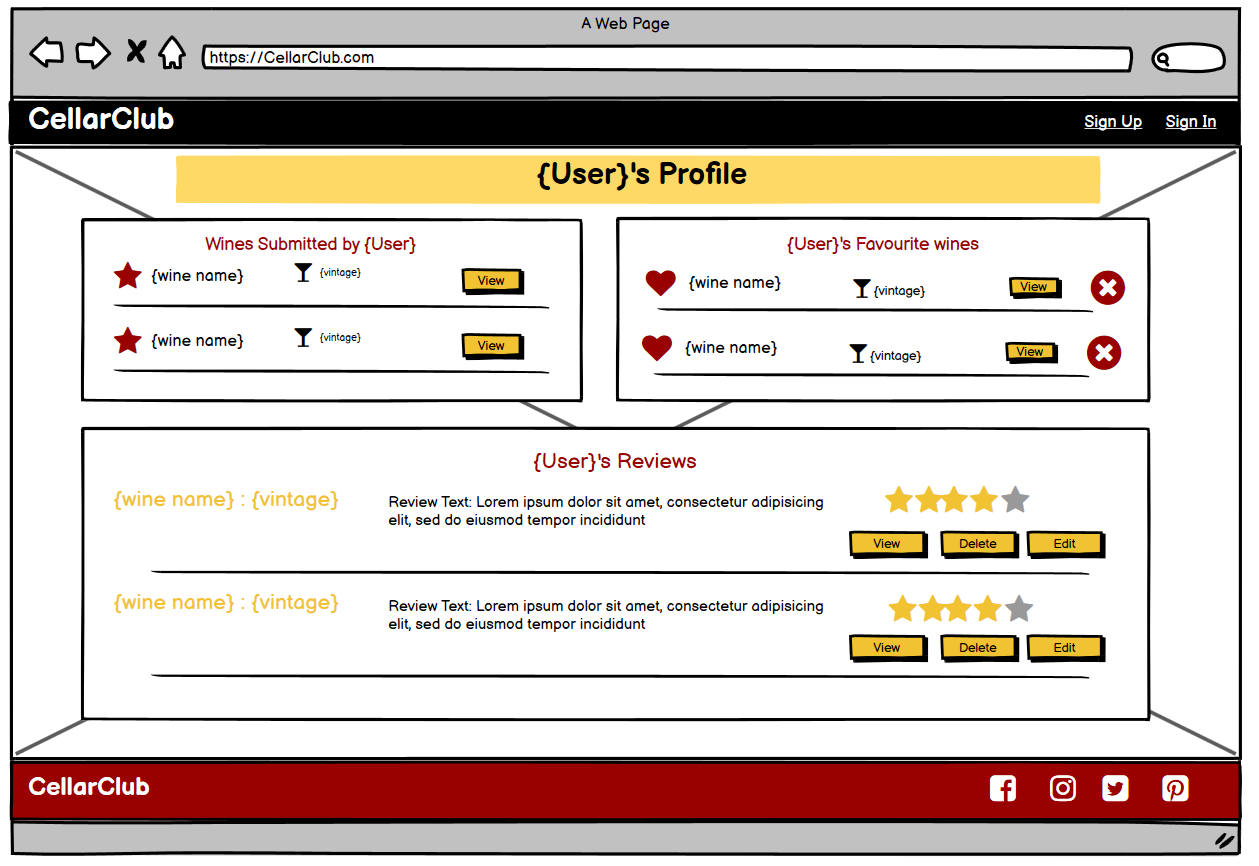 A Web Page
https://CellarClub.com
CellarClub
Sign Up Sign In
{User}'s Profile
Wines Submitted by {User}
{wine name} {vintage} View
{wine name} {vintage} View
{User}'s Favourite wines
{wine name} {vintage} View
{wine name} {vintage} View
{User}'s Reviews
{wine name} : {vintage}
Review Text: Lorem ipsum dolor sit amet, consectetur adipisicing
elit, sed do eiusmod tempor incididunt
View Delete Edit
{wine name} : {vintage}
Review Text: Lorem ipsum dolor sit amet, consectetur adipisicing
elit, sed do eiusmod tempor incididunt
View Delete Edit
CellarClub